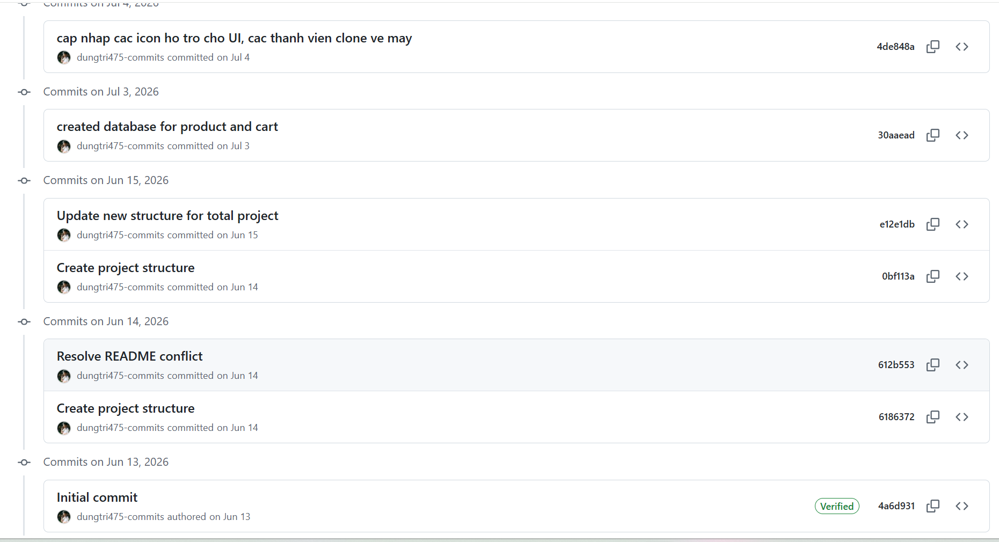 Commits on Jul 4, 2026
cap nhap cac icon ho tro cho UI, cac thanh vien clone ve may
dungtri475-commits committed on Jul 4
4de848a
Commits on Jul 3, 2026
created database for product and cart
dungtri475-commits committed on Jul 3
30aaead
Commits on Jun 15, 2026
Update new structure for total project
dungtri475-commits committed on Jun 15
e12e1db
Create project structure
dungtri475-commits committed on Jun 14
0bf113a
Commits on Jun 14, 2026
Resolve README conflict
dungtri475-commits committed on Jun 14
612b553
Create project structure
dungtri475-commits committed on Jun 14
6186372
Commits on Jun 13, 2026
Initial commit
dungtri475-commits authored on Jun 13
Verified
4a6d931